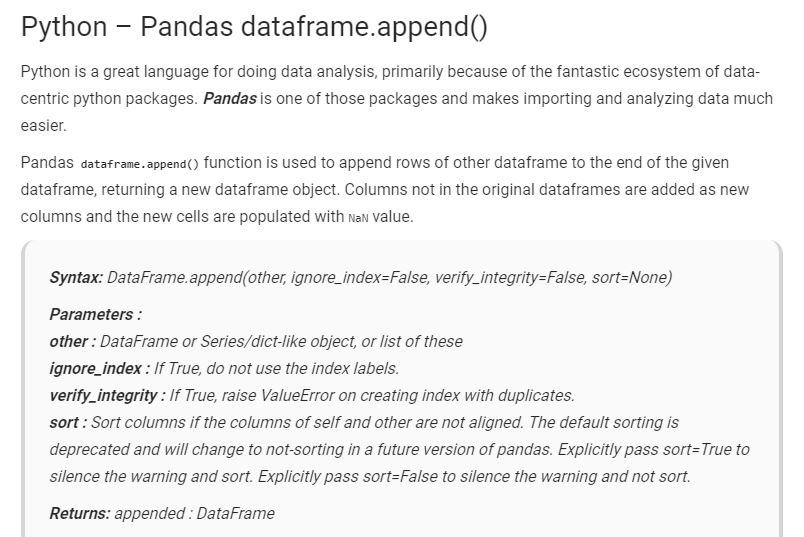 Python – Pandas dataframe.append()
Python is a great language for doing data analysis, primarily because of the fantastic ecosystem of data-
centric python packages. Pandas is one of those packages and makes importing and analyzing data much
easier.
Pandas dataframe.append() function is used to append rows of other dataframe to the end of the given
dataframe, returning a new dataframe object. Columns not in the original dataframes are added as new
columns and the new cells are populated with NaN value.
Syntax: DataFrame.append(other, ignore_index=False, verify_integrity=False, sort=None)
Parameters :
other : DataFrame or Series/dict-like object, or list of these
ignore_index : If True, do not use the index labels.
verify_integrity : If True, raise ValueError on creating index with duplicates.
sort : Sort columns if the columns of self and other are not aligned. The default sorting is
deprecated and will change to not-sorting in a future version of pandas. Explicitly pass sort=True to
silence the warning and sort. Explicitly pass sort=False to silence the warning and not sort.
Returns: appended : DataFrame